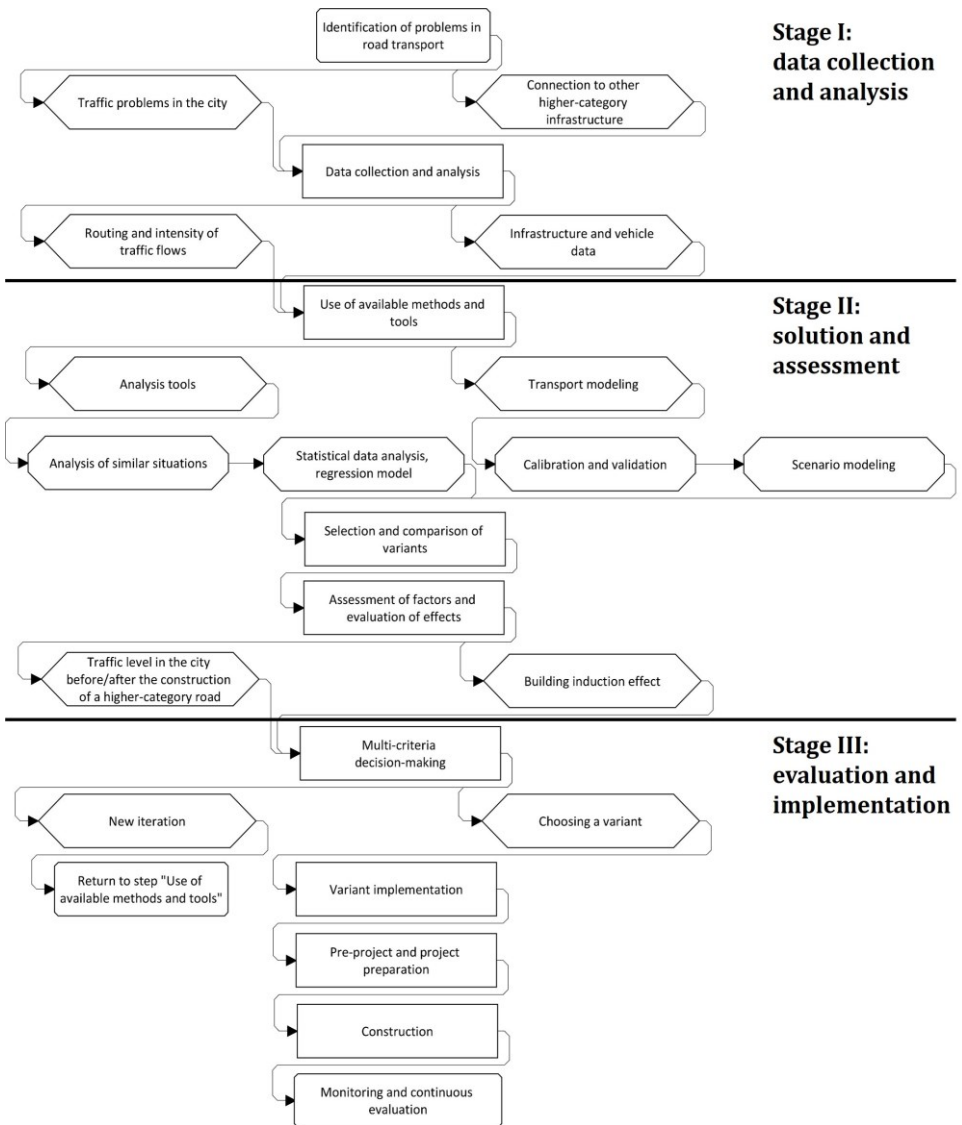 Identification of problems in
road transport
Stage I:
data collection
and analysis
Traffic problems in the city
Connection to other
higher-category
infrastructure
Data collection and analysis
Routing and intensity of
traffic flows
Infrastructure and vehicle
data
Use of available methods and
tools
Stage II:
solution and
assessment
Analysis tools
Transport modeling
Analysis of similar situations
Statistical data analysis,
regression model
Calibration and validation
Scenario modeling
Selection and comparison of
variants
Assessment of factors and
evaluation of effects
Traffic level in the city
before/after the construction
of a higher-category road
Building induction effect
Multi-criteria
decision-making
Stage III:
evaluation and
implementation
New iteration
Choosing a variant
Return to step "Use of
available methods and tools"
Variant implementation
Pre-project and project
preparation
Construction
Monitoring and continuous
evaluation